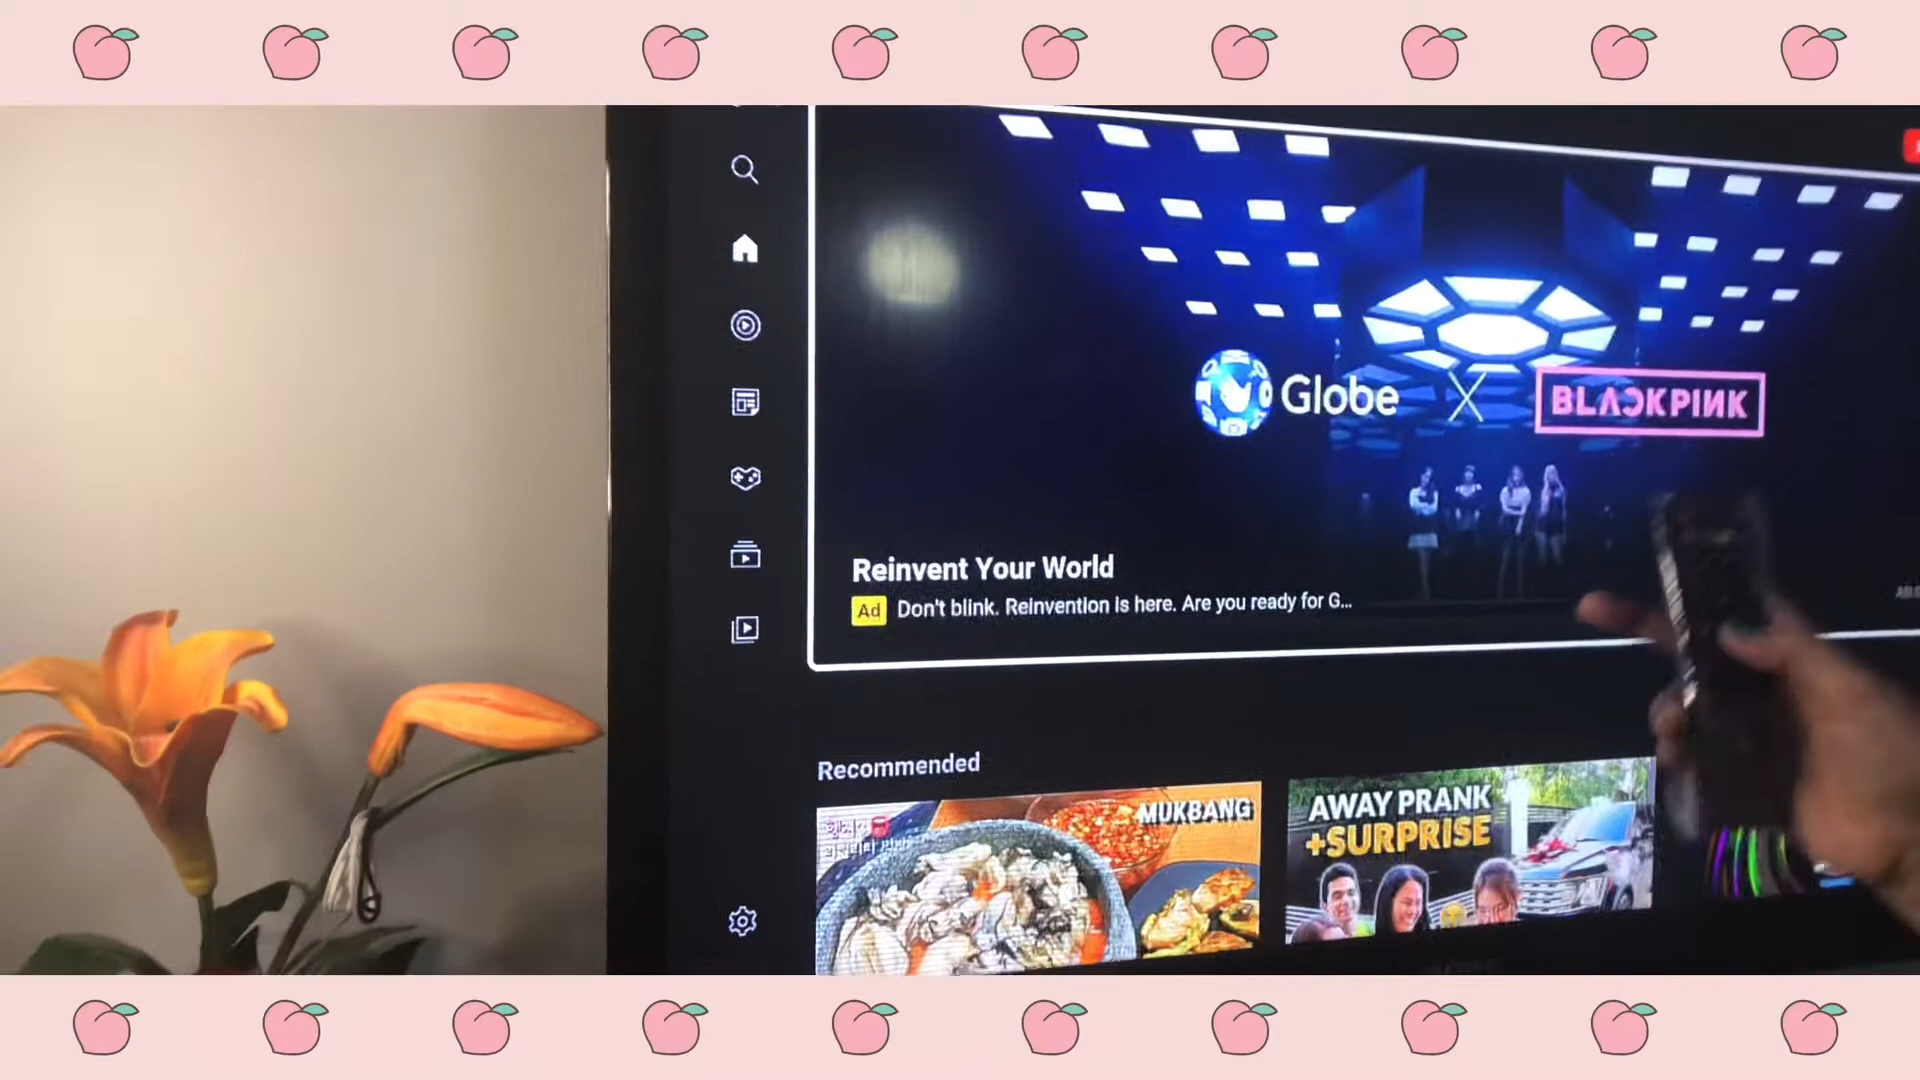 Globe X BLACKPINK
Reinvent Your World
Ad Don't blink. Reinvention is here. Are you ready for G...
Recommended
MUKBANG
AWAY PRANK
+SURPRISE